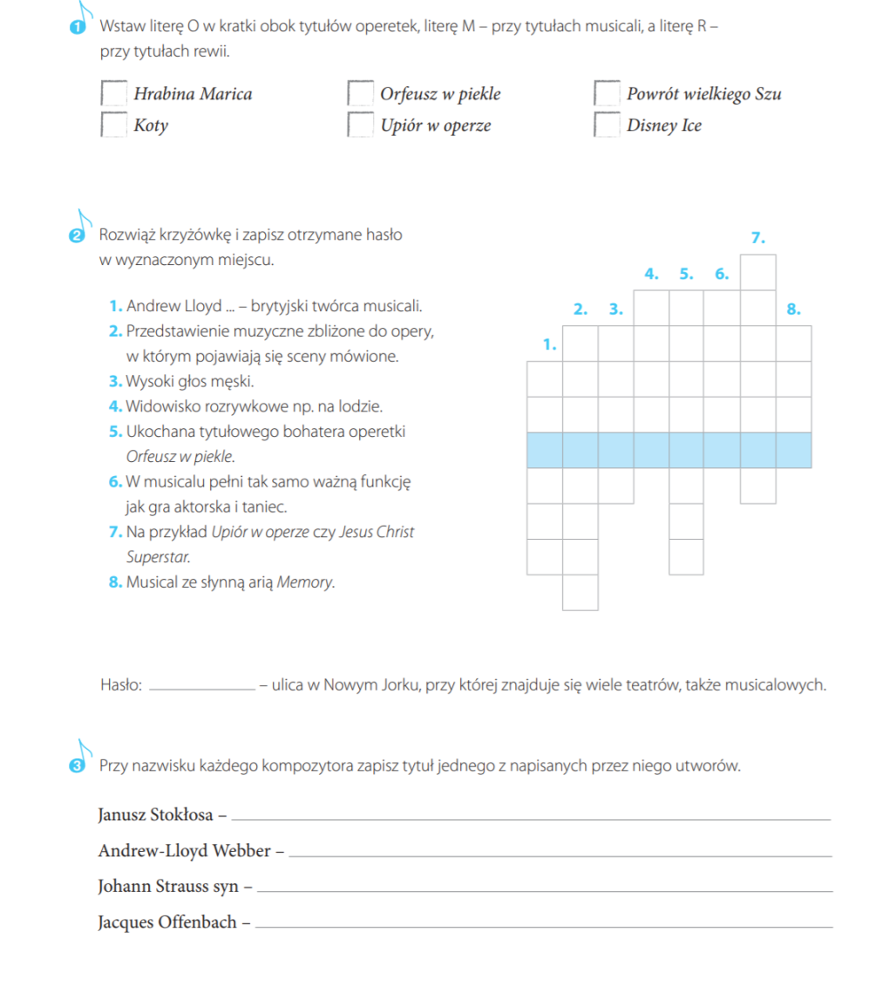 1 Wstaw literę O w kratki obok tytułów operetek, literę M – przy tytułach musicali, a literę R –
przy tytułach rewii.
Hrabina Marica Orfeusz w piekle Powrót wielkiego Szu
Koty Upiór w operze Disney Ice
2 Rozwiąż krzyżówkę i zapisz otrzymane hasło
w wyznaczonym miejscu.
1. Andrew Lloyd ... – brytyjski twórca musicali.
2. Przedstawienie muzyczne zbliżone do opery,
w którym pojawiają się sceny mówione.
3. Wysoki głos męski.
4. Widowisko rozrywkowe np. na lodzie.
5. Ukochana tytułowego bohatera operetki
Orfeusz w piekle.
6. W musicalu pełni tak samo ważną funkcję
jak gra aktorska i taniec.
7. Na przykład Upiór w operze czy Jesus Christ
Superstar.
8. Musical ze słynną arią Memory.
7.
4. 5. 6.
2. 3. 8.
1.
Hasło: ____________ – ulica w Nowym Jorku, przy której znajduje się wiele teatrów, także musicalowych.
3 Przy nazwisku każdego kompozytora zapisz tytuł jednego z napisanych przez niego utworów.
Janusz Stokłosa –
Andrew-Lloyd Webber –
Johann Strauss syn –
Jacques Offenbach –